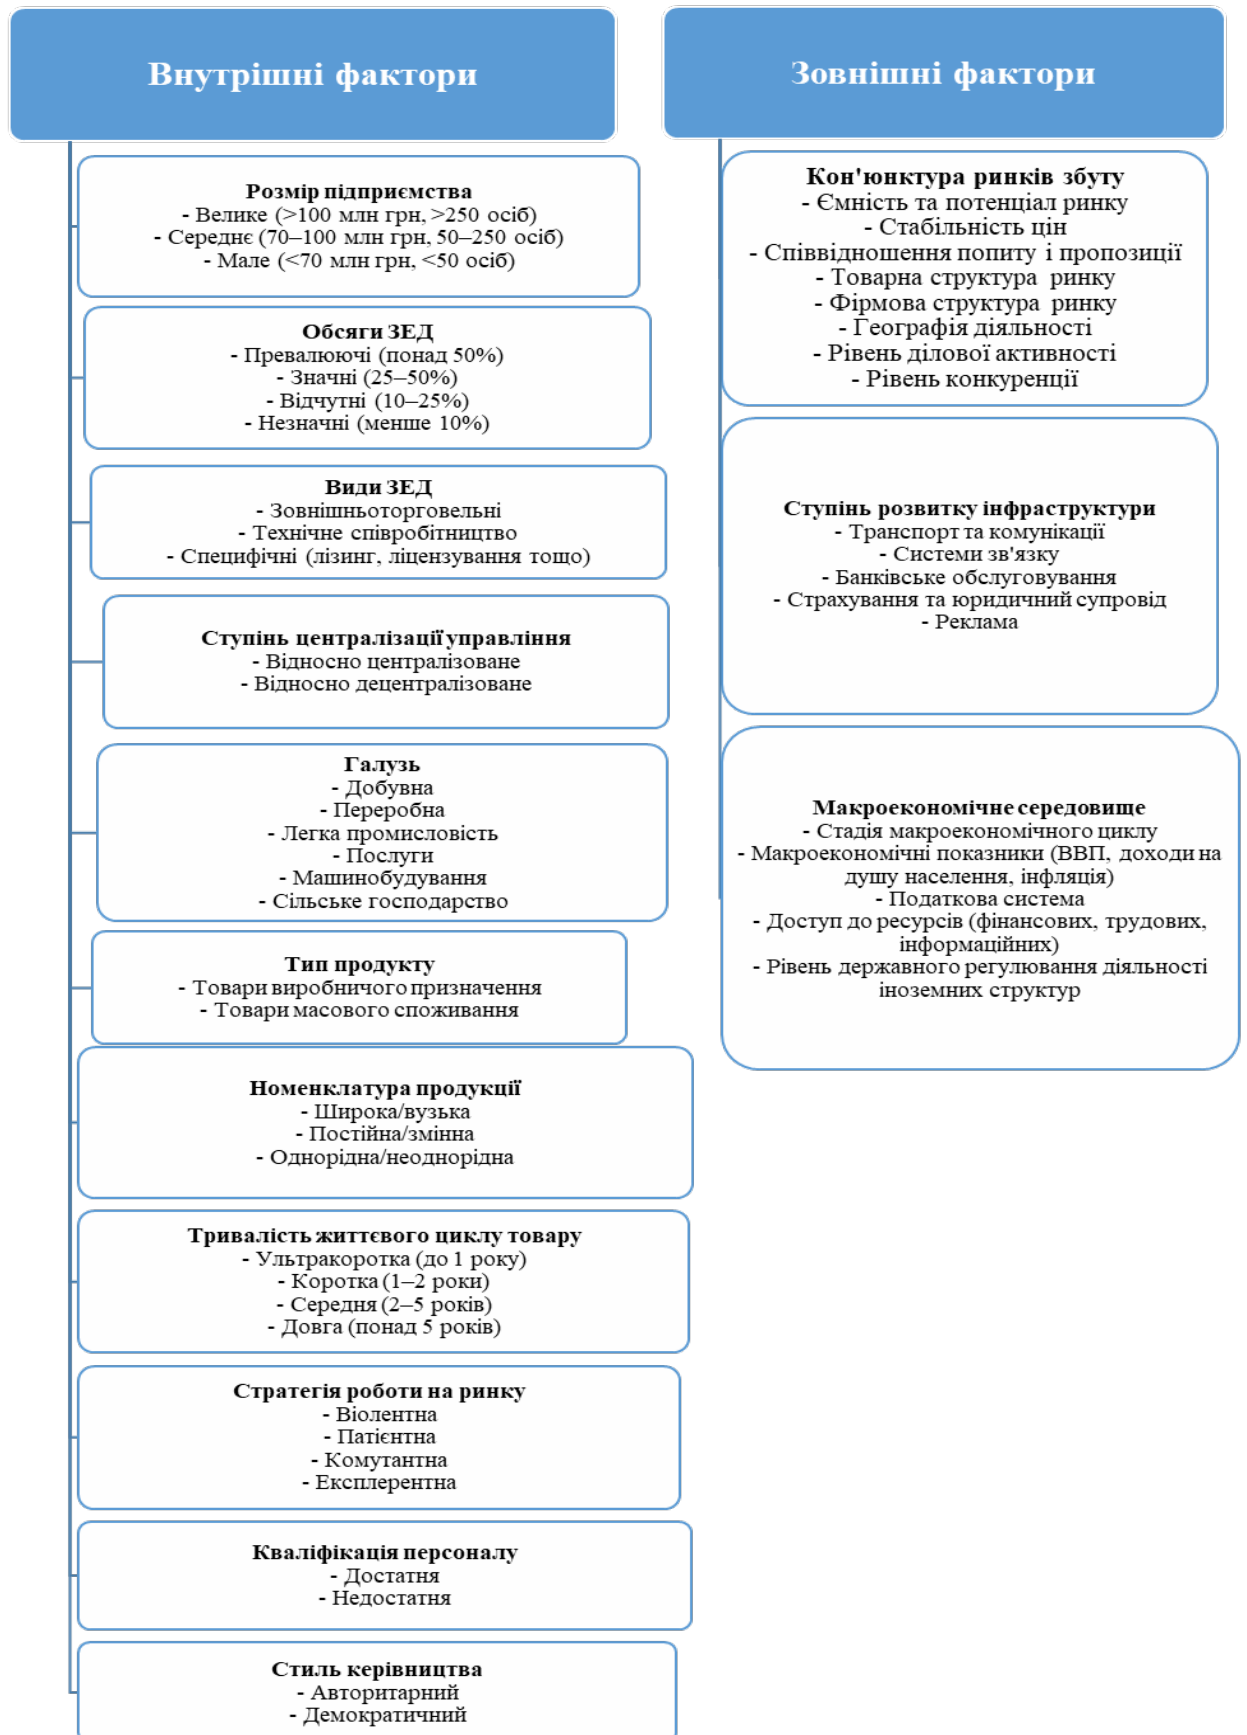 Внутрішні фактори
Розмір підприємства
- Велике (>100 млн грн, >250 осіб)
- Середнє (70–100 млн грн, 50–250 осіб)
- Мале (<70 млн грн, <50 осіб)
Обсяги ЗЕД
- Превалюючі (понад 50%)
- Значні (25–50%)
- Відчутні (10–25%)
- Незначні (менше 10%)
Види ЗЕД
- Зовнішньоторговельні
- Технічне співробітництво
- Специфічні (лізинг, ліцензування тощо)
Ступінь централізації управління
- Відносно централізоване
- Відносно децентралізоване
Галузь
- Добувна
- Переробна
- Легка промисловість
- Послуги
- Машинобудування
- Сільське господарство
Тип продукту
- Товари виробничого призначення
- Товари масового споживання
Номенклатура продукції
- Широка/вузька
- Постійна/змінна
- Однорідна/неоднорідна
Тривалість життєвого циклу товару
- Ультракоротка (до 1 року)
- Коротка (1–2 роки)
- Середня (2–5 років)
- Довга (понад 5 років)
Стратегія роботи на ринку
- Віолентна
- Патієнтна
- Комутантна
- Експлерентна
Кваліфікація персоналу
- Достатня
- Недостатня
Стиль керівництва
- Авторитарний
- Демократичний
Зовнішні фактори
Кон'юнктура ринків збуту
- Ємність та потенціал ринку
- Стабільність цін
- Співвідношення попиту і пропозиції
- Товарна структура ринку
- Фірмова структура ринку
- Географія діяльності
- Рівень ділової активності
- Рівень конкуренції
Ступінь розвитку інфраструктури
- Транспорт та комунікації
- Системи зв'язку
- Банківське обслуговування
- Страхування та юридичний супровід
- Реклама
Макроекономічне середовище
- Стадія макроекономічного циклу
- Макроекономічні показники (ВВП, доходи на
душу населення, інфляція)
- Податкова система
- Доступ до ресурсів (фінансових, трудових,
інформаційних)
- Рівень державного регулювання діяльності
іноземних структур